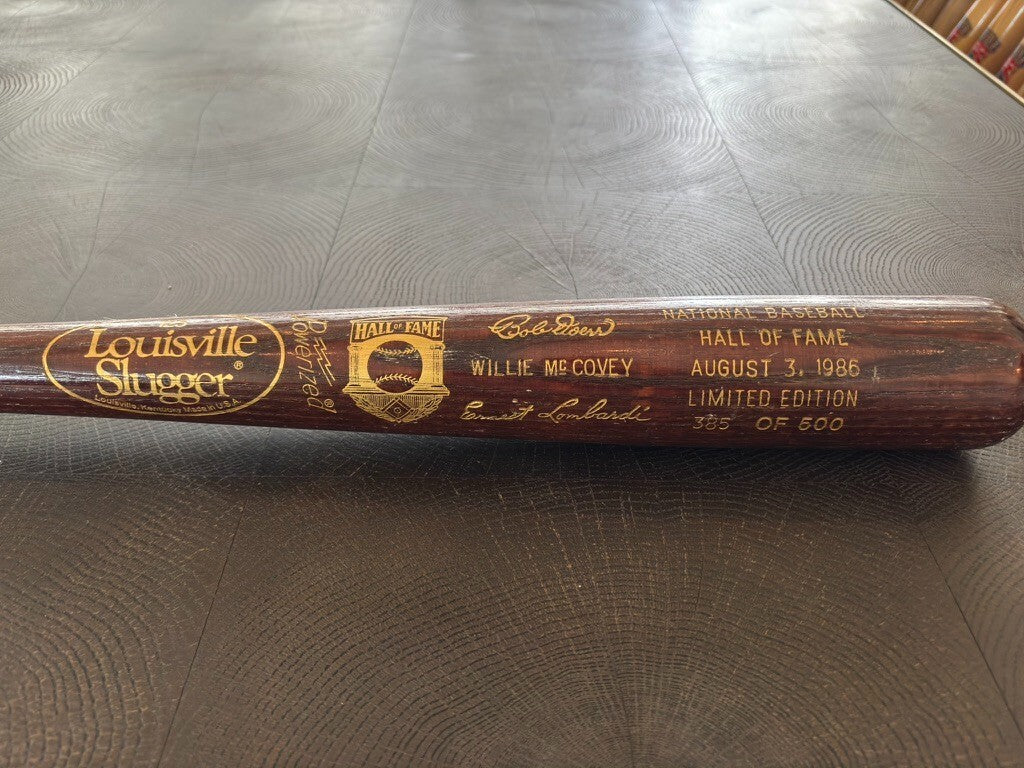 Louisville
Slugger®
Louisville, Kentucky Made in U.S.A.
Powerized
HALL OF FAME
Bob Doerr
WILLIE McCOVEY
Ernest Lombardi
NATIONAL BASEBALL
HALL OF FAME
AUGUST 3, 1986
LIMITED EDITION
385 OF 500